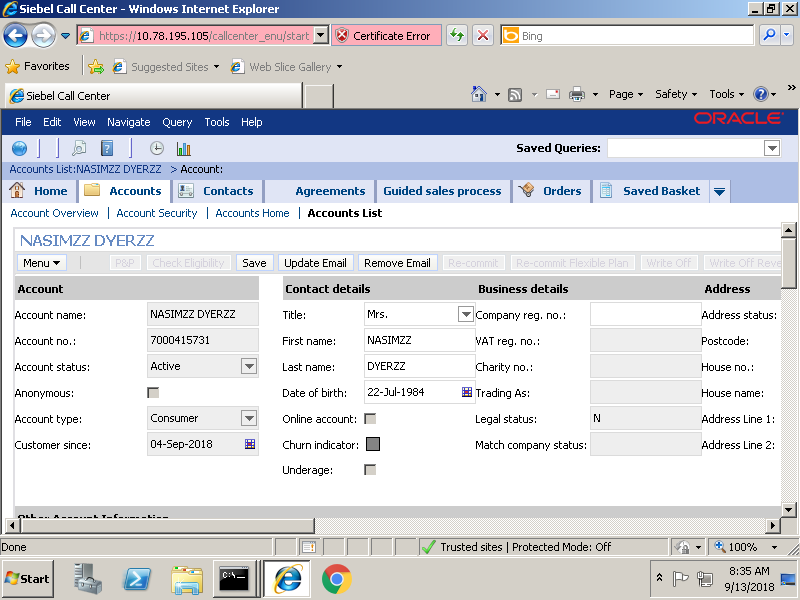 Siebel Call Center - Windows Internet Explorer
https://10.78.195.105/callcenter_enu/start
Certificate Error
Bing
Favorites
Suggested Sites
Web Slice Gallery
Siebel Call Center
Page
Safety
Tools
File Edit View Navigate Query Tools Help
ORACLE
Saved Queries:
Accounts List:NASIMZZ DYERZZ > Account:
Home
Accounts
Contacts
Agreements
Guided sales process
Orders
Saved Basket
Account Overview | Account Security | Accounts Home | Accounts List
NASIMZZ DYERZZ
Menu
P&P
Check Eligibility
Save
Update Email
Remove Email
Re-commit
Re-commit Flexible Plan
Write Off
Write Off Reve
Account
Contact details
Business details
Address
Account name: NASIMZZ DYERZZ
Title: Mrs.
Company reg. no.:
Address status:
Account no.: 7000415731
First name: NASIMZZ
VAT reg. no.:
Postcode:
Account status: Active
Last name: DYERZZ
Charity no.:
House no.:
Anonymous:
Date of birth: 22-Jul-1984
Trading As:
House name:
Account type: Consumer
Online account:
Legal status: N
Address Line 1:
Customer since: 04-Sep-2018
Churn indicator:
Match company status:
Address Line 2:
Underage:
Other Account Information
Done
Trusted sites | Protected Mode: Off
100%
Start
C:\
8:35 AM
9/13/2018